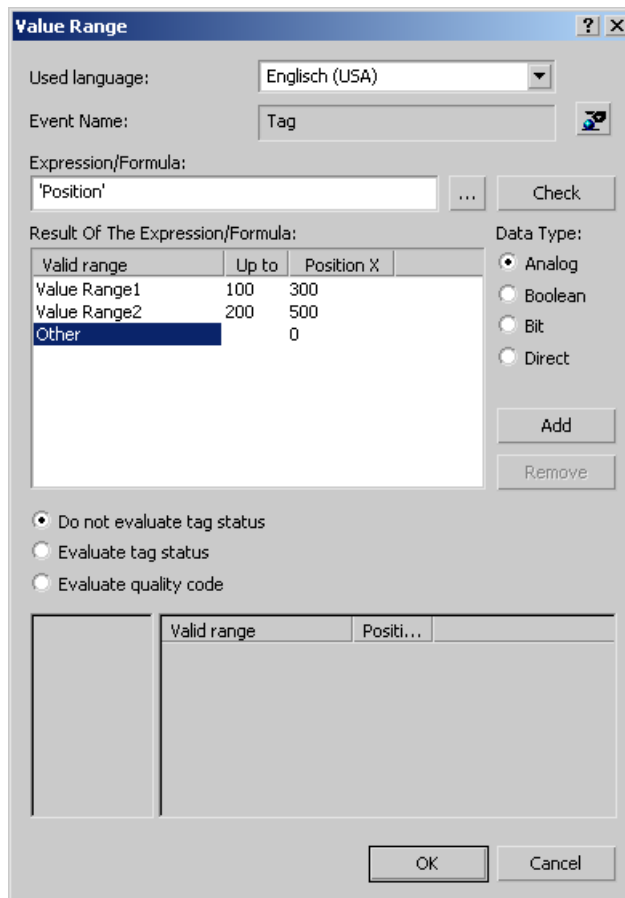 Value Range
Used language: Englisch (USA)
Event Name: Tag
Expression/Formula:
'Position' ... Check
Result Of The Expression/Formula: Data Type:
Valid range Up to Position X
Value Range1 100 300
Value Range2 200 500
Other 0
Analog
Boolean
Bit
Direct
Add
Remove
Do not evaluate tag status
Evaluate tag status
Evaluate quality code
Valid range Positi...
OK Cancel